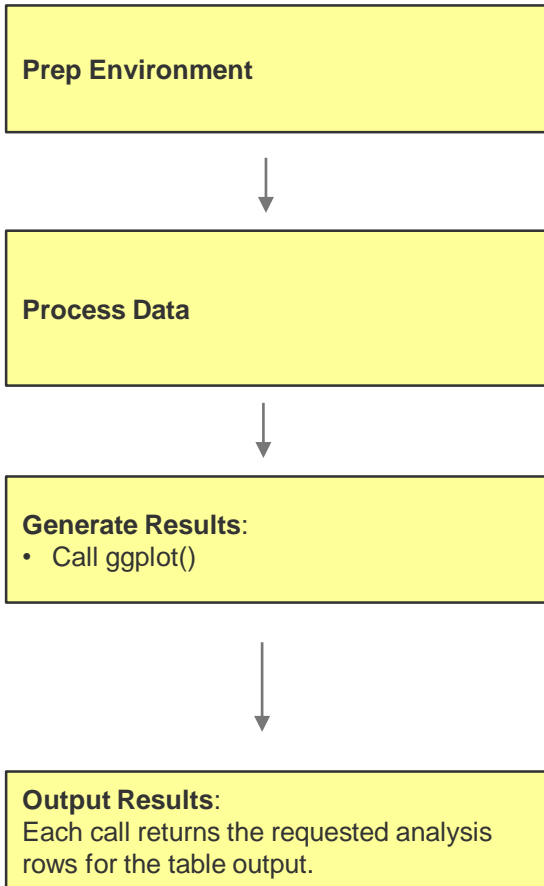 Prep Environment
Process Data
Generate Results:
• Call ggplot()
Output Results:
Each call returns the requested analysis
rows for the table output.